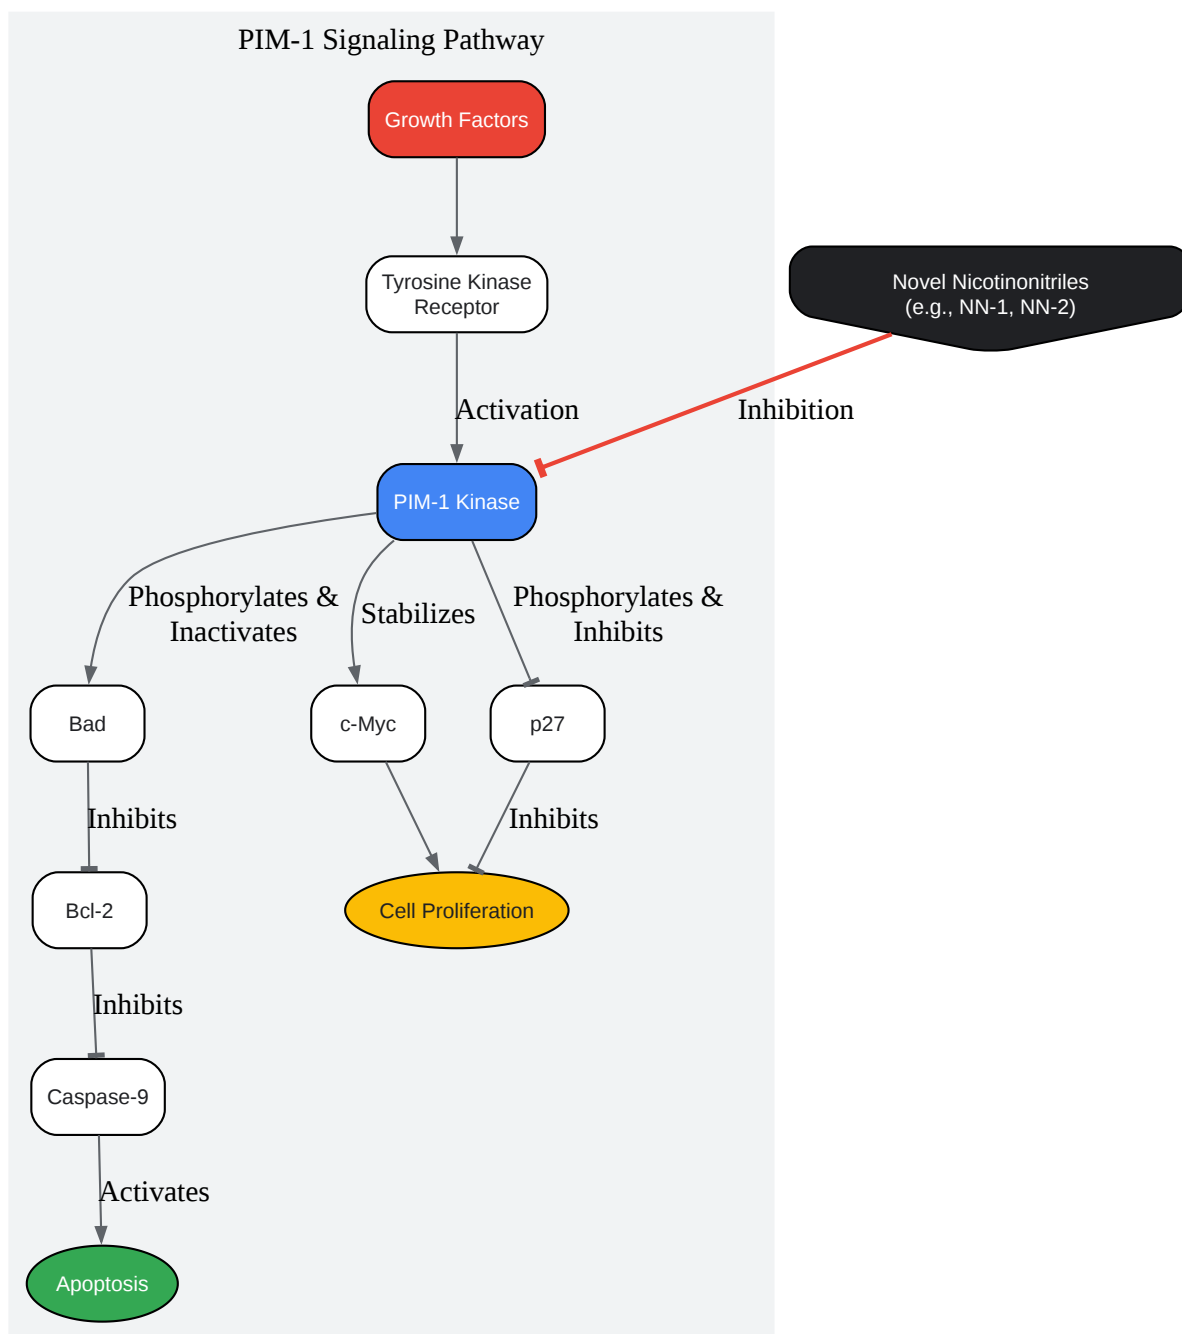 PIM-1 Signaling Pathway
Growth Factors
Tyrosine Kinase
Receptor
Novel Nicotinonitriles
(e.g., NN-1, NN-2)
Activation
Inhibition
PIM-1 Kinase
Phosphorylates &
Inactivates
Stabilizes
Phosphorylates &
Inhibits
Bad
c-Myc
p27
Inhibits
Inhibits
Bcl-2
Cell Proliferation
Inhibits
Caspase-9
Activates
Apoptosis